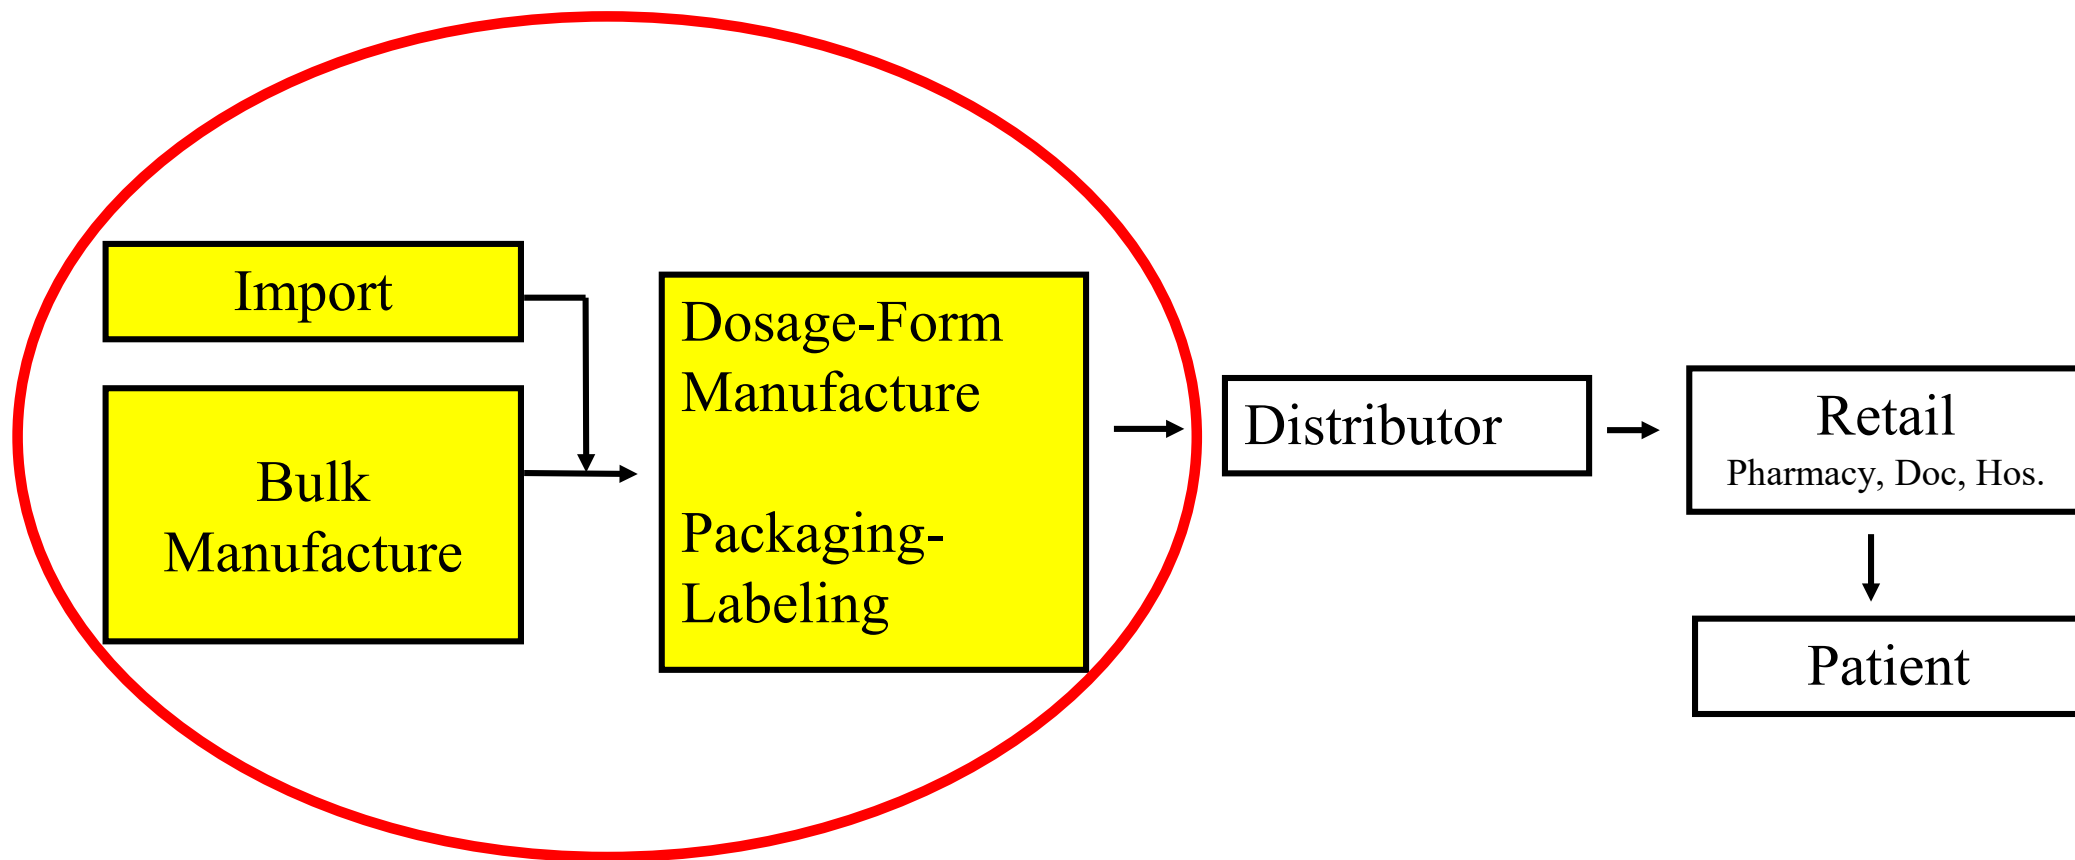 Import
Bulk
Manufacture
Dosage-Form
Manufacture
Packaging-
Labeling
Distributor
Retail
Pharmacy, Doc, Hos.
Patient